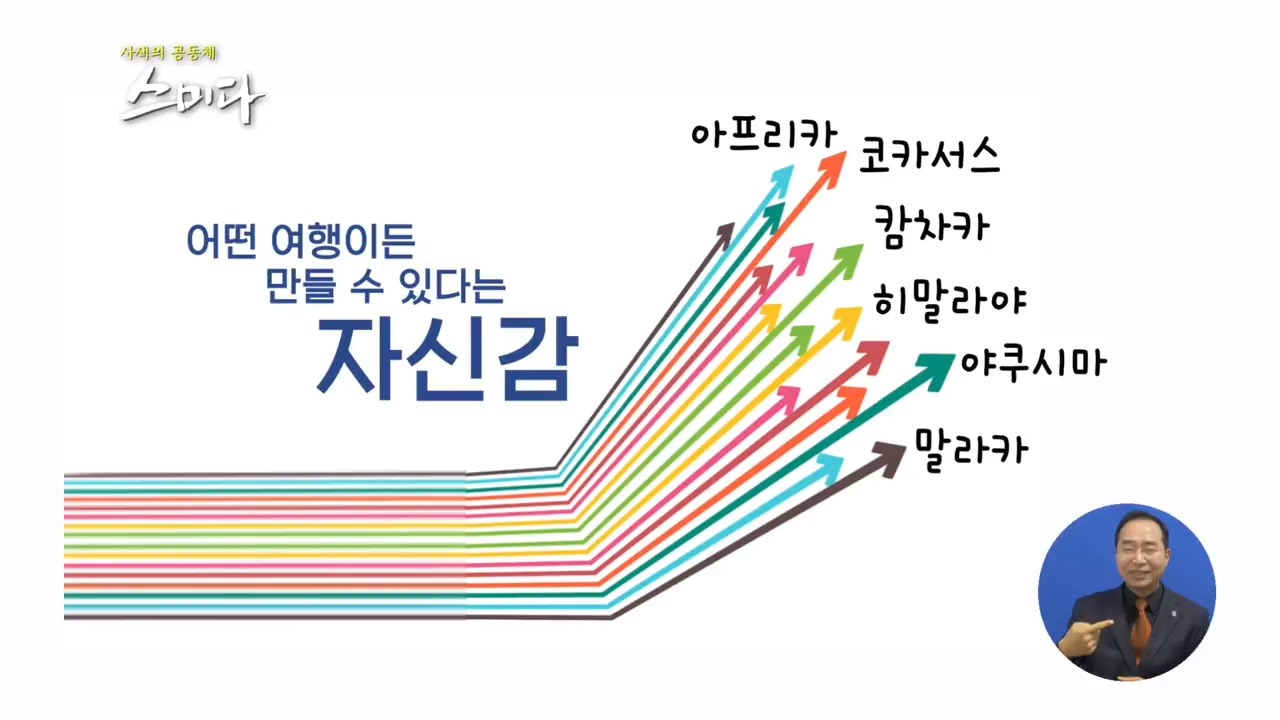 사색의 공동체
스미다
어떤 여행이든
만들 수 있다는
자신감
아프리카
코카서스
캄차카
히말라야
야쿠시마
말라카